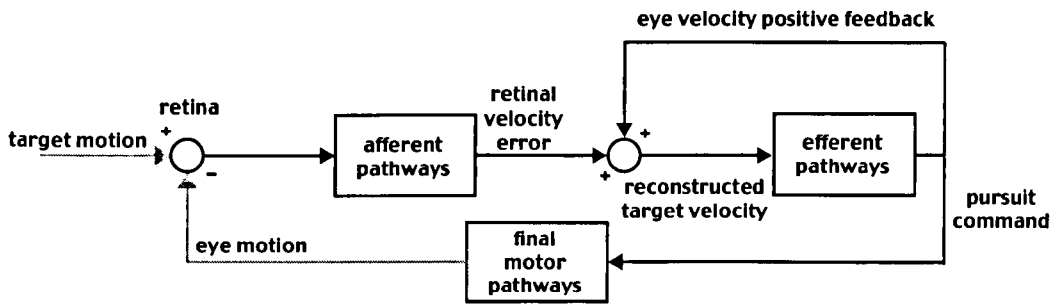 eye velocity positive feedback
retina
+
target motion
-
afferent
pathways
retinal
velocity
error
+
+
reconstructed
target velocity
efferent
pathways
pursuit
command
eye motion
final
motor
pathways